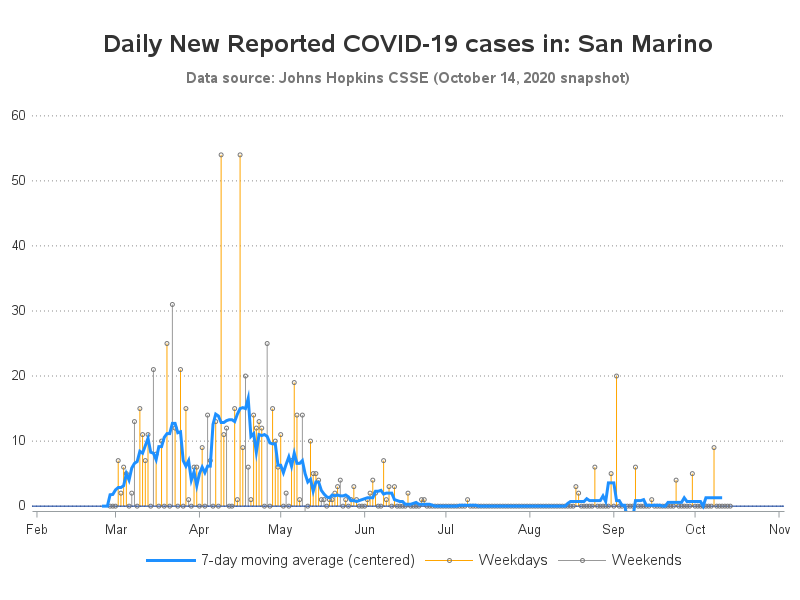 Daily New Reported COVID-19 cases in: San Marino
Data source: Johns Hopkins CSSE (October 14, 2020 snapshot)
60
50
40
30
20
10
0
Feb Mar Apr May Jun Jul Aug Sep Oct Nov
7-day moving average (centered) Weekdays Weekends